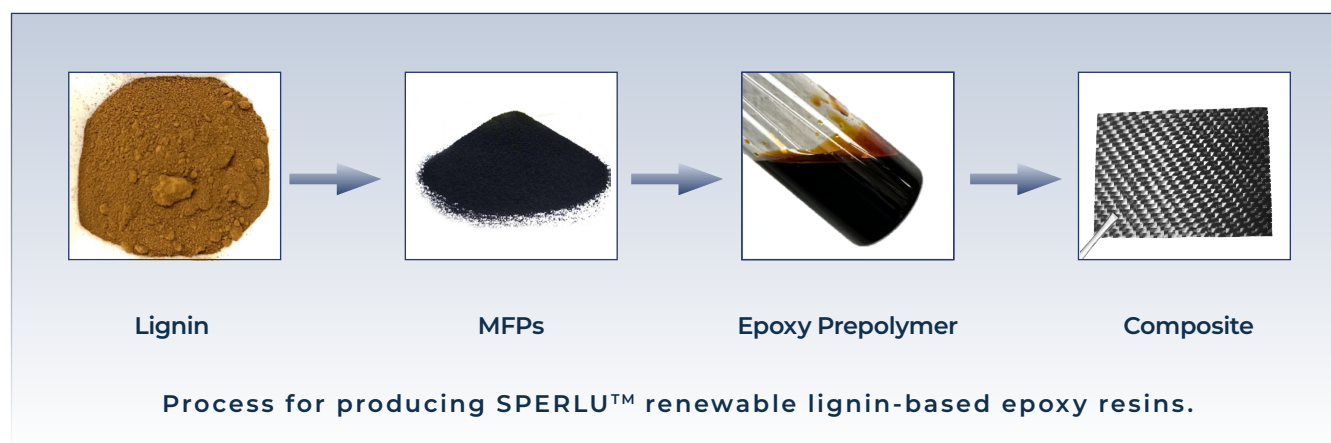 Lignin
MFPs
Epoxy Prepolymer
Composite
Process for producing SPERLU™ renewable lignin-based epoxy resins.